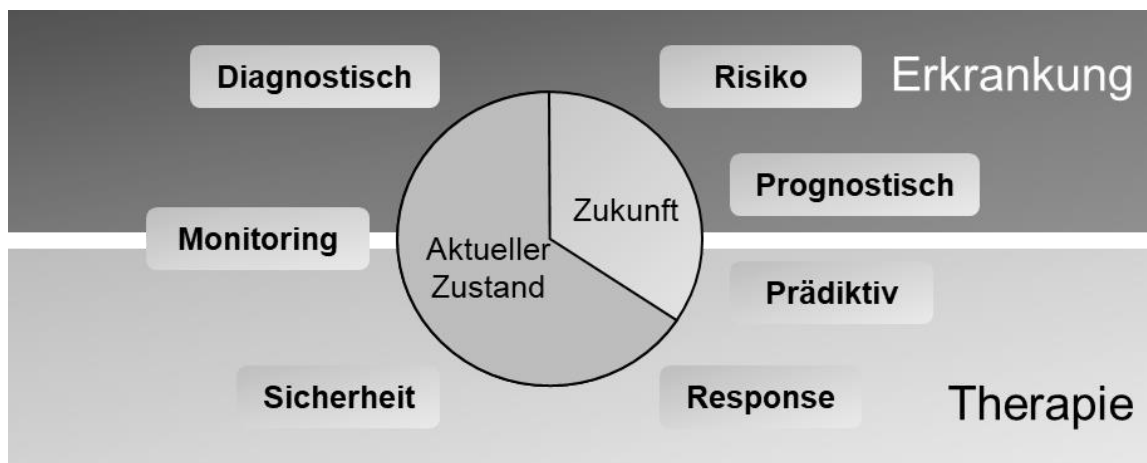 Diagnostisch
Risiko
Erkrankung
Prognostisch
Zukunft
Monitoring
Aktueller
Zustand
Prädiktiv
Sicherheit
Response
Therapie